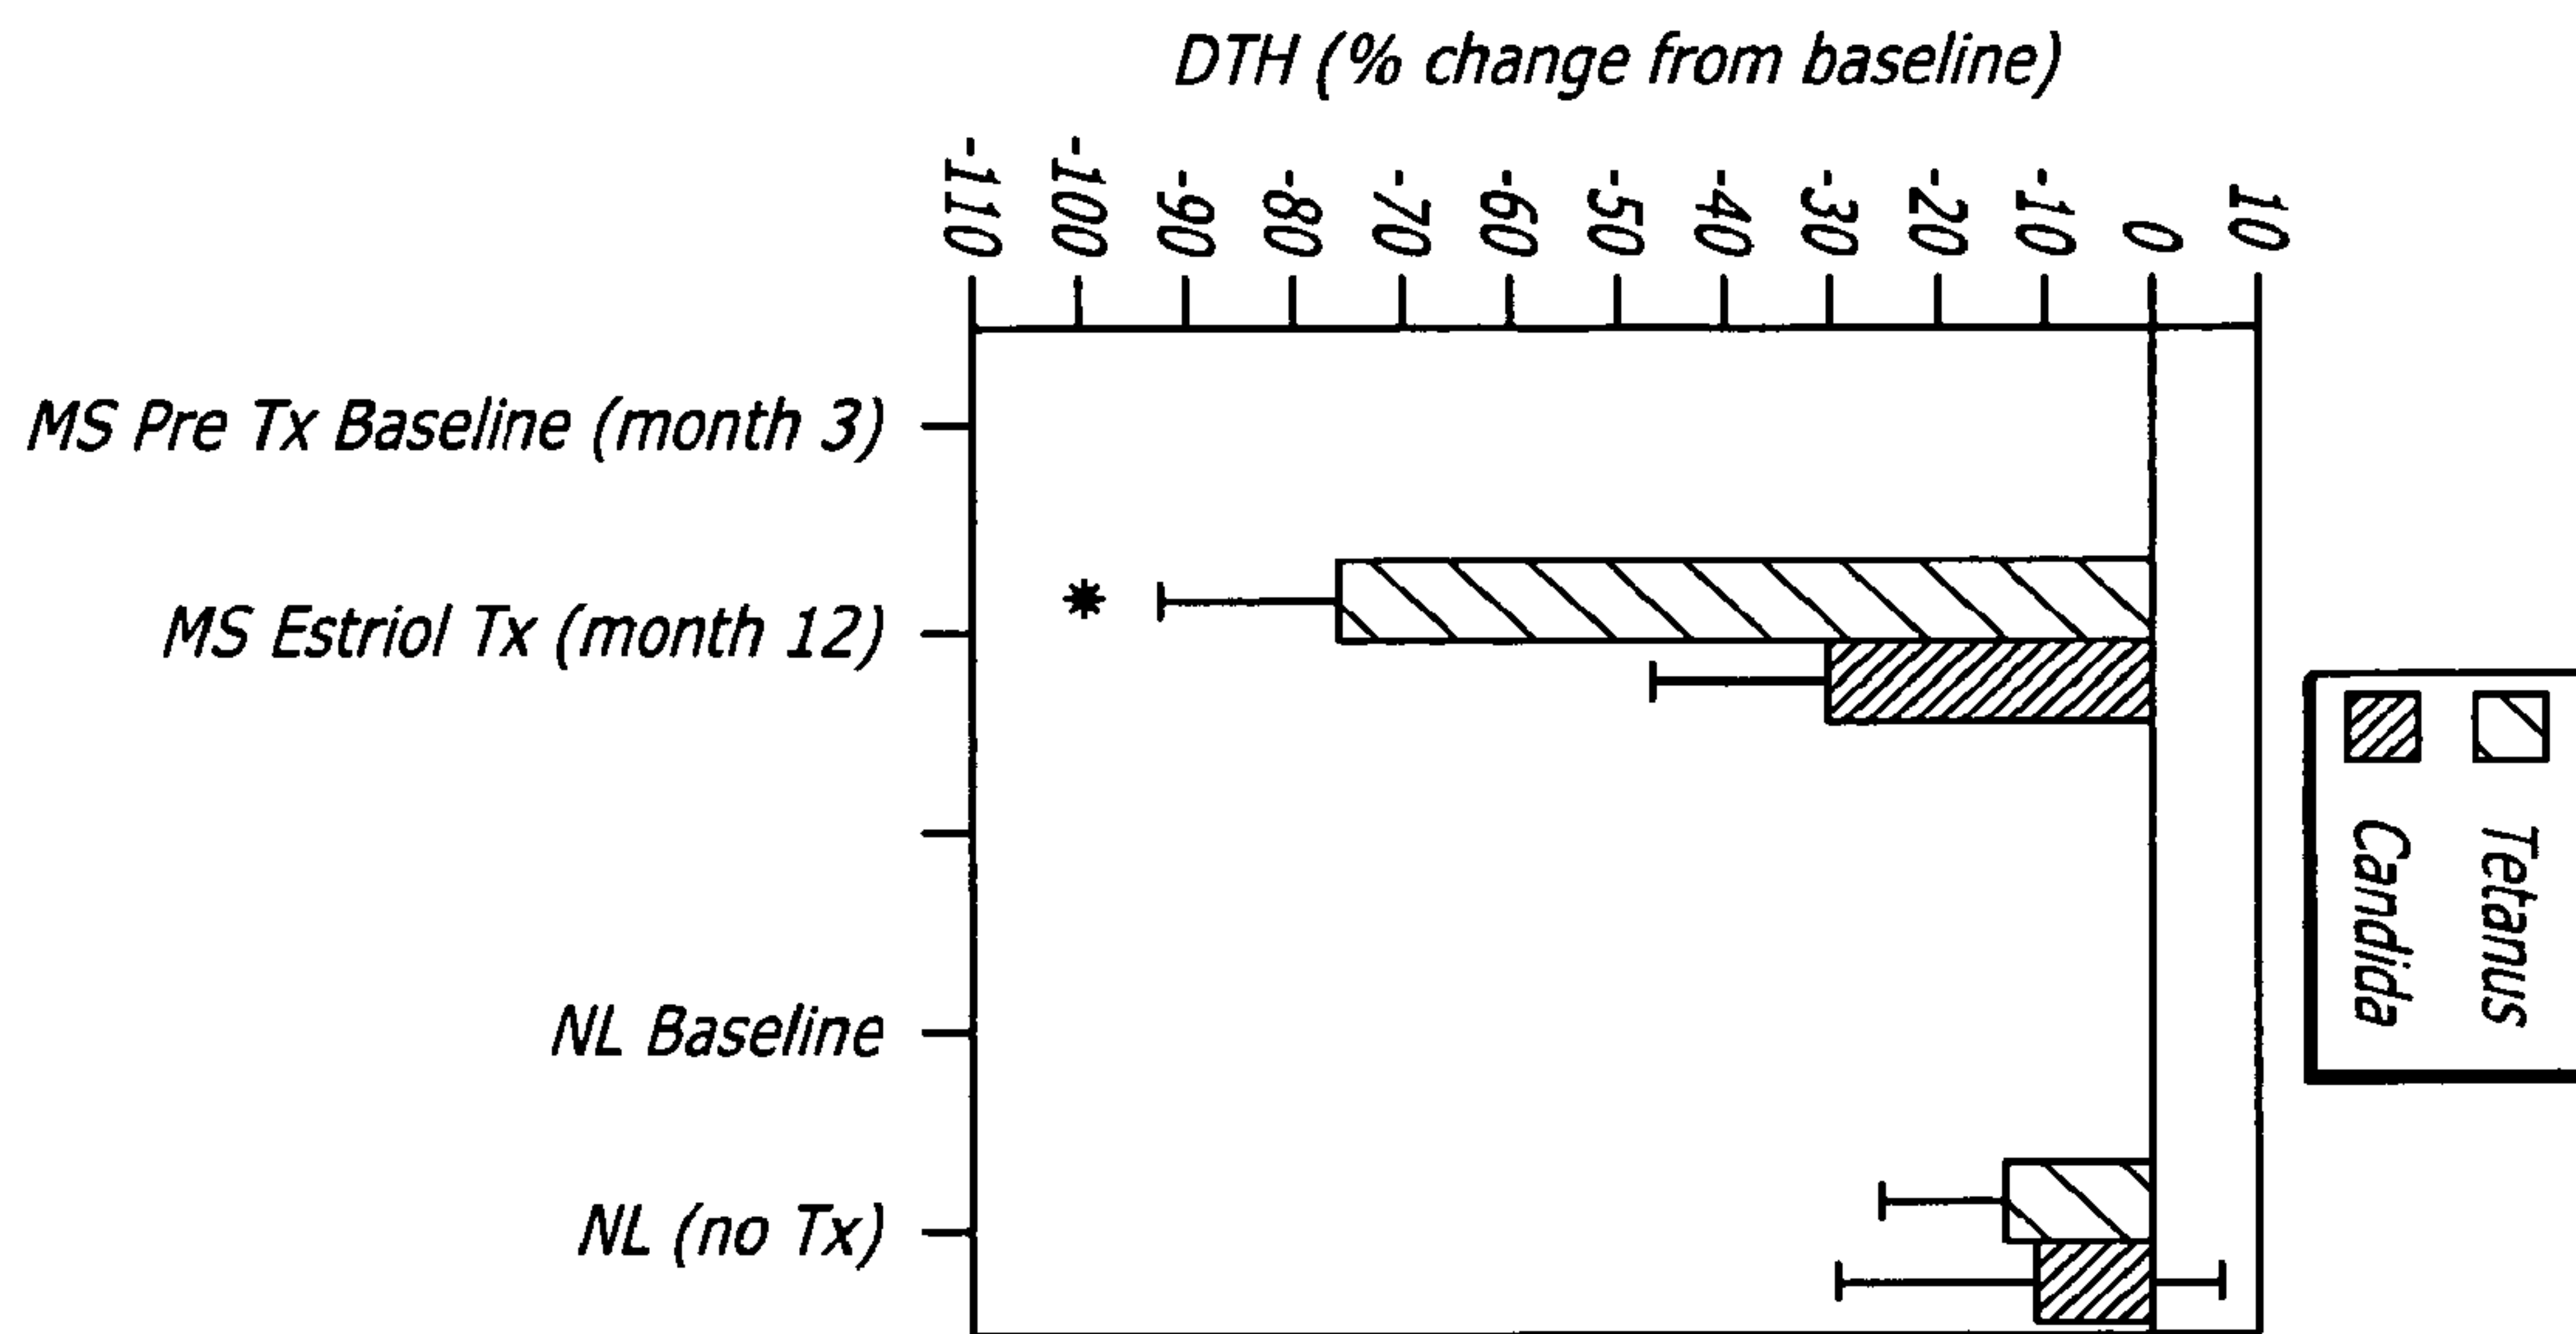 DTH (% change from baseline)
-110
-100
-90
-80
-70
-60
-50
-40
-30
-20
-10
0
10
MS Pre Tx Baseline (month 3)
MS Estriol Tx (month 12)
*
NL Baseline
NL (no Tx)
Tetanus
Candida